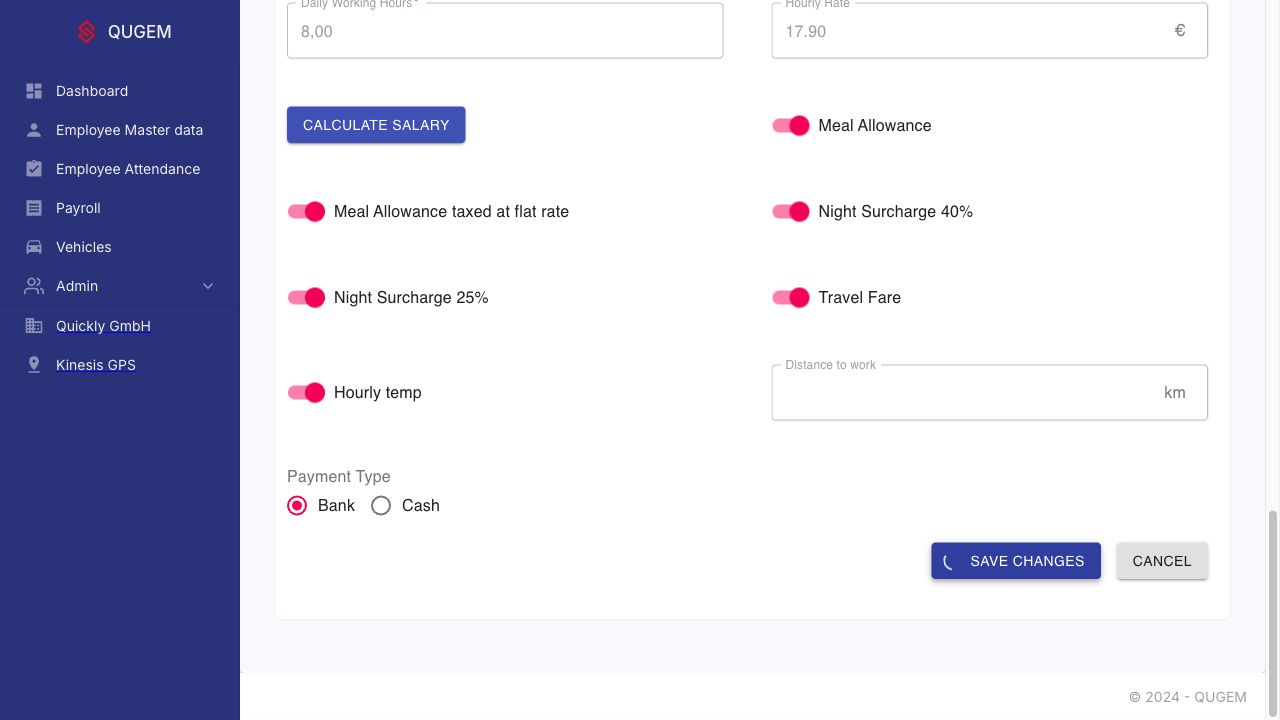 QUGEM
Dashboard
Employee Master data
Employee Attendance
Payroll
Vehicles
Admin
Quickly GmbH
Kinesis GPS
Daily Working Hours *
8,00
Hourly Rate
17.90 €
CALCULATE SALARY
Meal Allowance
Meal Allowance taxed at flat rate
Night Surcharge 40%
Night Surcharge 25%
Travel Fare
Hourly temp
Distance to work
km
Payment Type
Bank Cash
SAVE CHANGES
CANCEL
© 2024 - QUGEM